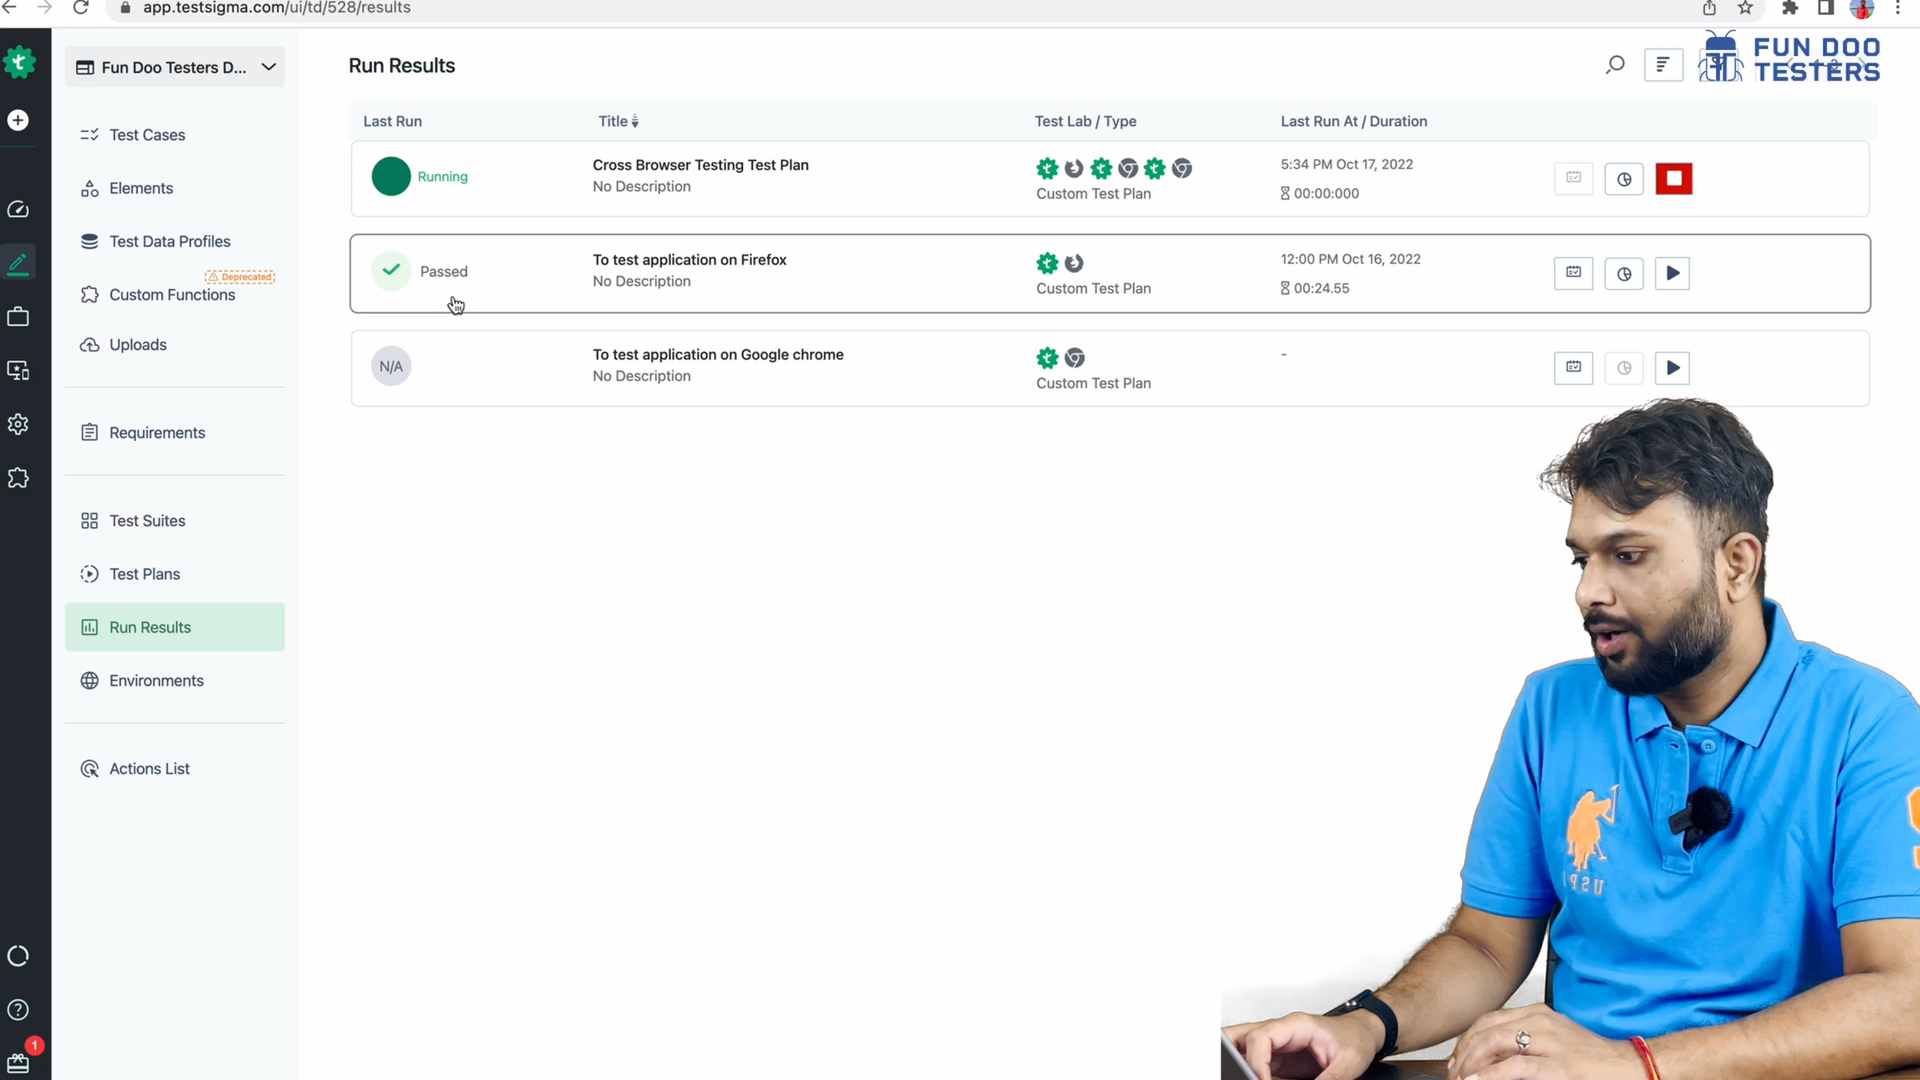 app.testsigma.com/ui/td/528/results
FUN DOO
TESTERS
Fun Doo Testers D...
Run Results
Test Cases
Elements
Test Data Profiles
Deprecated
Custom Functions
Uploads
Requirements
Test Suites
Test Plans
Run Results
Environments
Actions List
1
Last Run
Title
Test Lab / Type
Last Run At / Duration
Running
Cross Browser Testing Test Plan
No Description
Custom Test Plan
5:34 PM Oct 17, 2022
00:00:000
Passed
To test application on Firefox
No Description
Custom Test Plan
12:00 PM Oct 16, 2022
00:24.55
N/A
To test application on Google chrome
No Description
Custom Test Plan
-